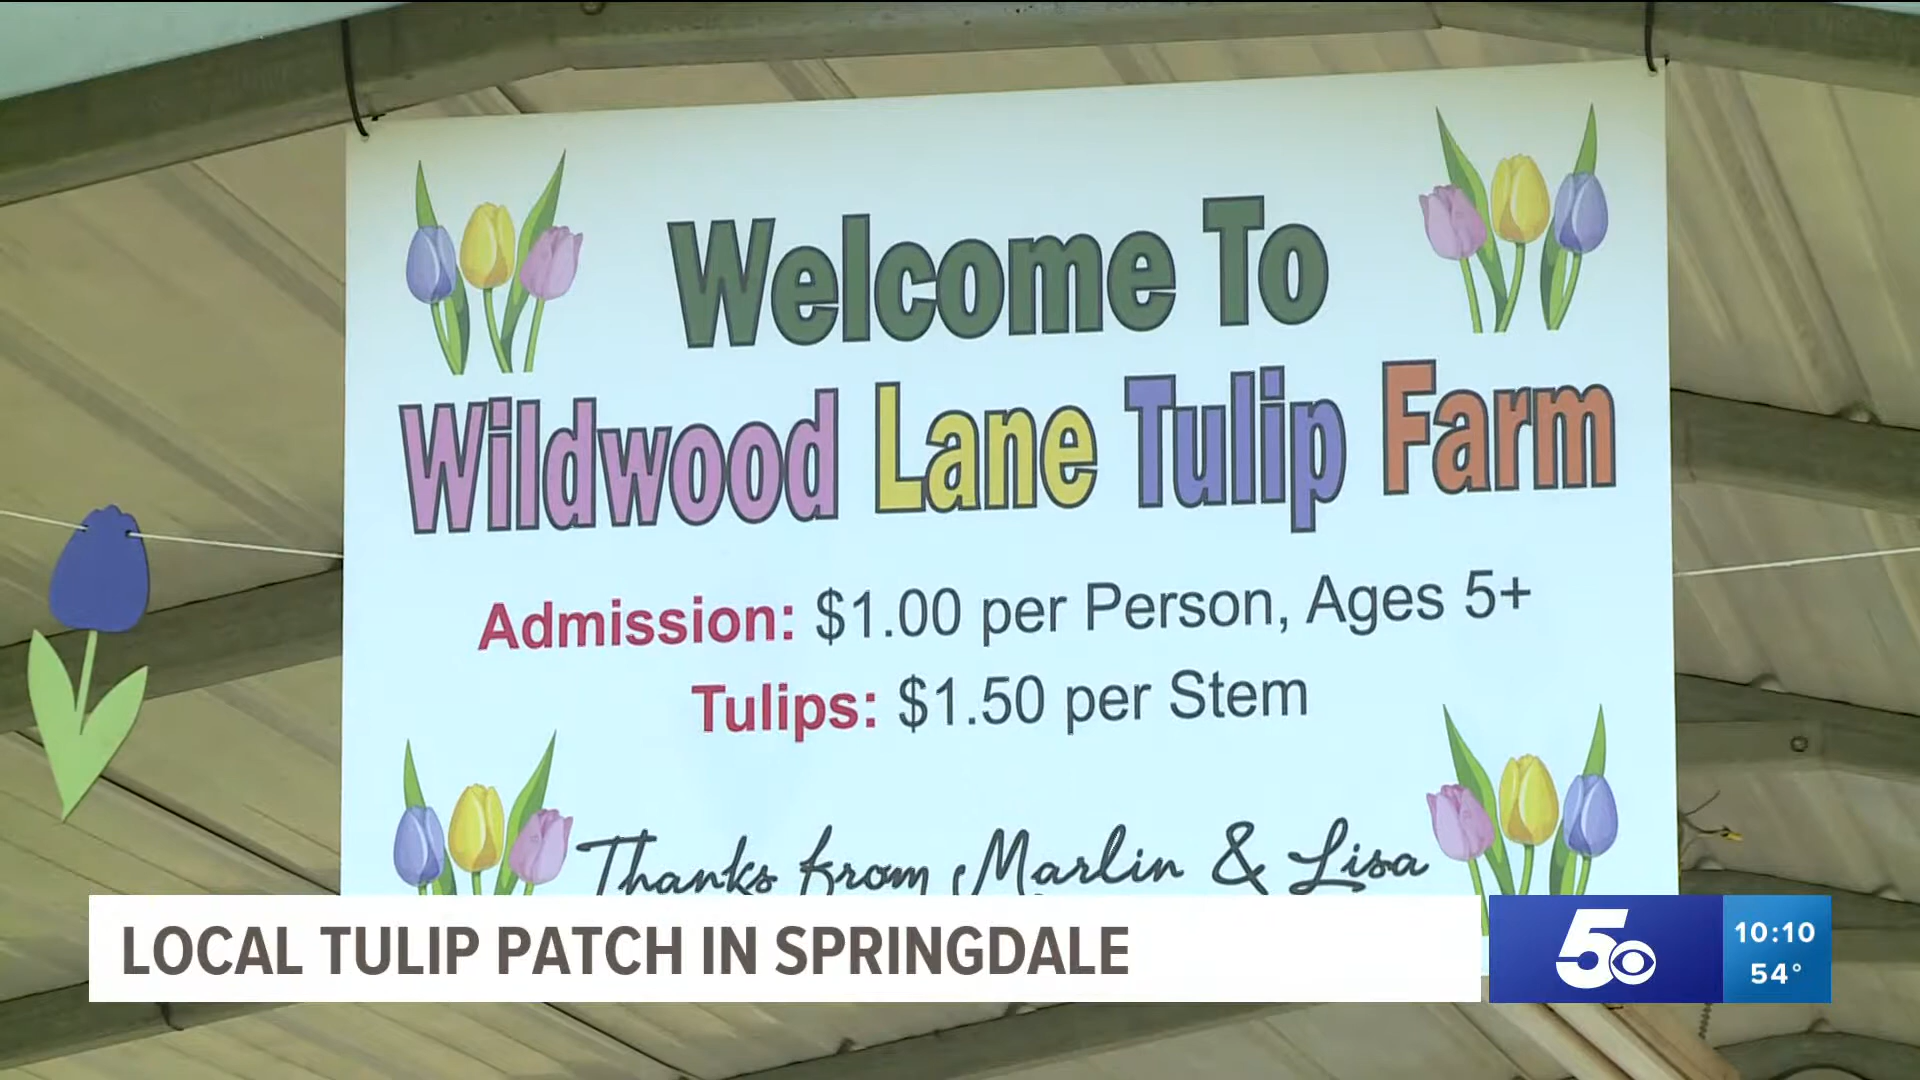 Welcome To
Wildwood Lane Tulip Farm
Admission: $1.00 per Person, Ages 5+
Tulips: $1.50 per Stem
Thanks from Marlin & Lisa
LOCAL TULIP PATCH IN SPRINGDALE
5
10:10
54°